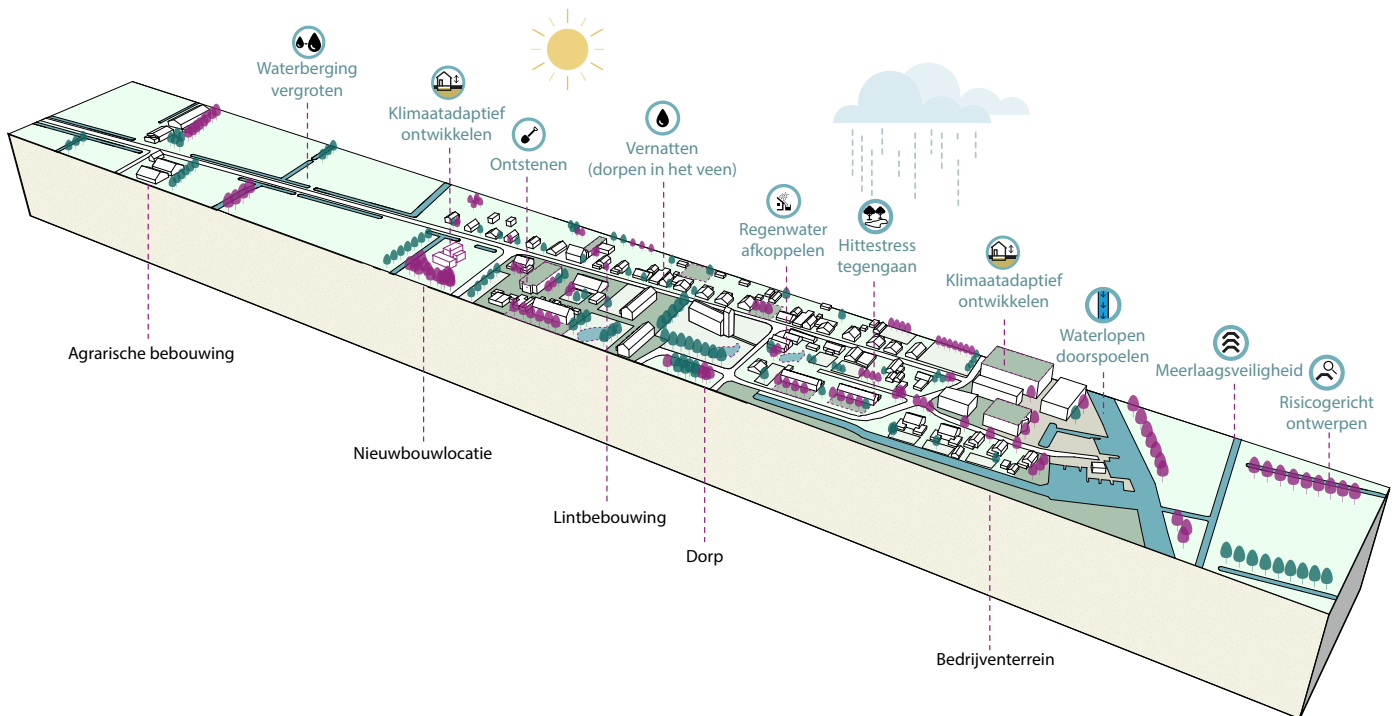 Waterberging
vergroten
Klimaatadaptief
ontwikkelen
Ontstenen
Vernatten
(dorpen in het veen)
Regenwater
afkoppelen
Hittestress
tegengaan
Klimaatadaptief
ontwikkelen
Waterlopen
doorspoelen
Meerlaagsveiligheid
Risicogericht
ontwerpen
Agrarische bebouwing
Nieuwbouwlocatie
Lintbebouwing
Dorp
Bedrijventerrein